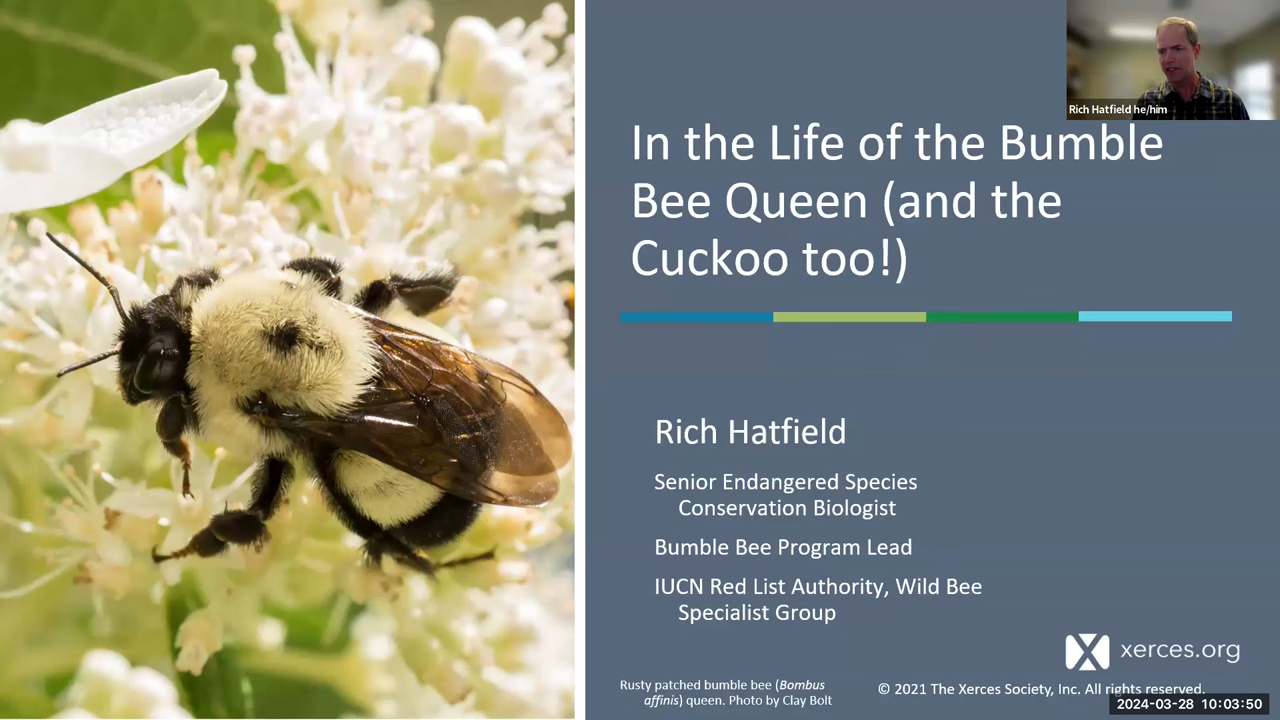 Rich Hatfield he/him
In the Life of the Bumble
Bee Queen (and the
Cuckoo too!)
Rich Hatfield
Senior Endangered Species
Conservation Biologist
Bumble Bee Program Lead
IUCN Red List Authority, Wild Bee
Specialist Group
xerces.org
Rusty patched bumble bee (Bombus
affinis) queen. Photo by Clay Bolt
© 2021 The Xerces Society, Inc. All rights reserved.
2024-03-28 10:03:50